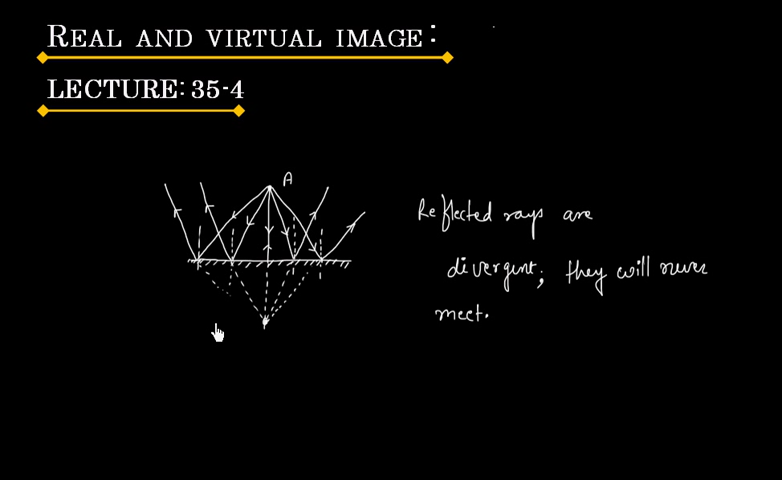 REAL AND VIRTUAL IMAGE:
LECTURE: 35-4
A
Reflected rays are
divergent; they will never
meet.